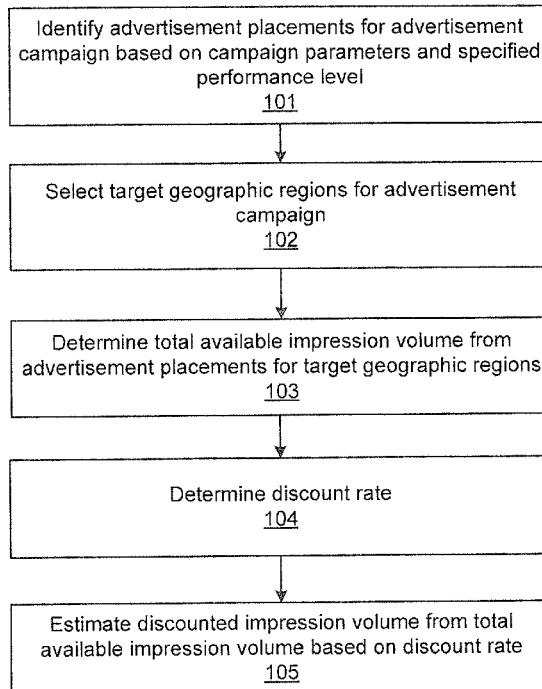 Identify advertisement placements for advertisement
campaign based on campaign parameters and specified
performance level
101
Select target geographic regions for advertisement
campaign
102
Determine total available impression volume from
advertisement placements for target geographic regions
103
Determine discount rate
104
Estimate discounted impression volume from total
available impression volume based on discount rate
105